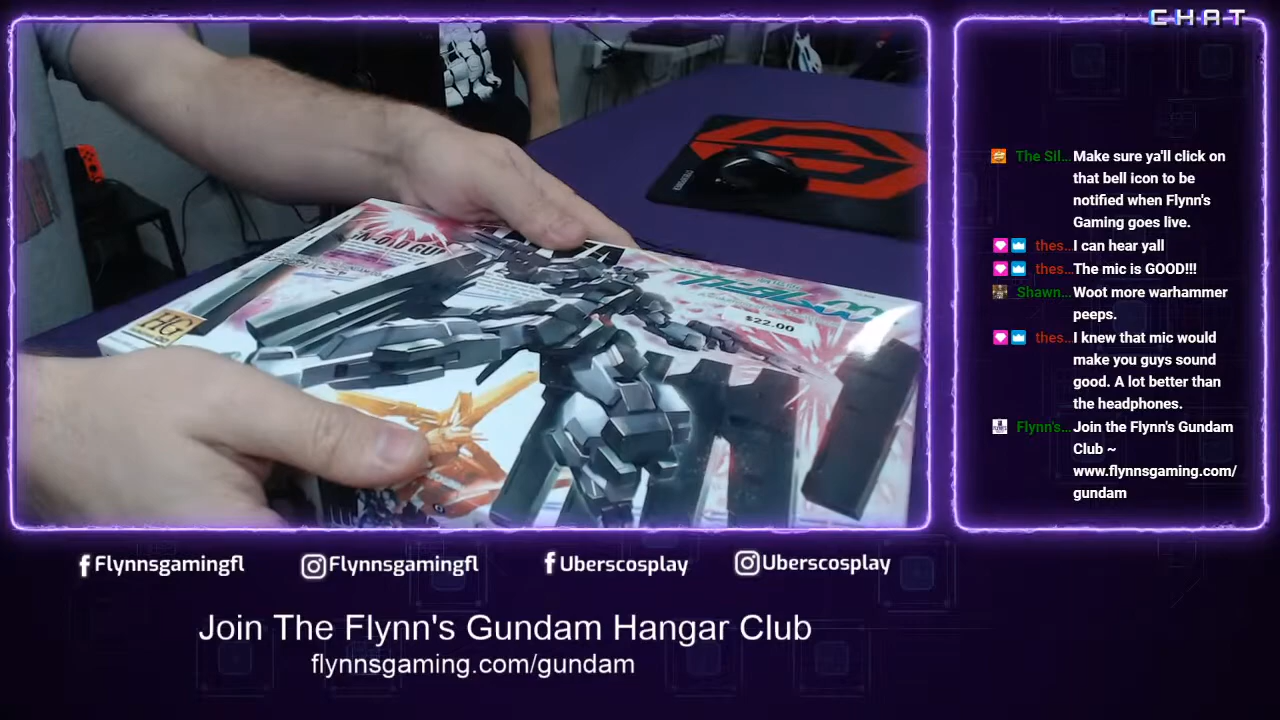 CHAT
The Sil... Make sure ya'll click on
that bell icon to be
notified when Flynn's
Gaming goes live.
thes... I can hear yall
thes... The mic is GOOD!!!
Shawn... Woot more warhammer
peeps.
thes... I knew that mic would
make you guys sound
good. A lot better than
the headphones.
Flynn's... Join the Flynn's Gundam
Club ~
www.flynnsgaming.com/
gundam
$22.00
HG
Flynnsgamingfl
Flynnsgamingfl
Uberscosplay
Uberscosplay
Join The Flynn's Gundam Hangar Club
flynnsgaming.com/gundam